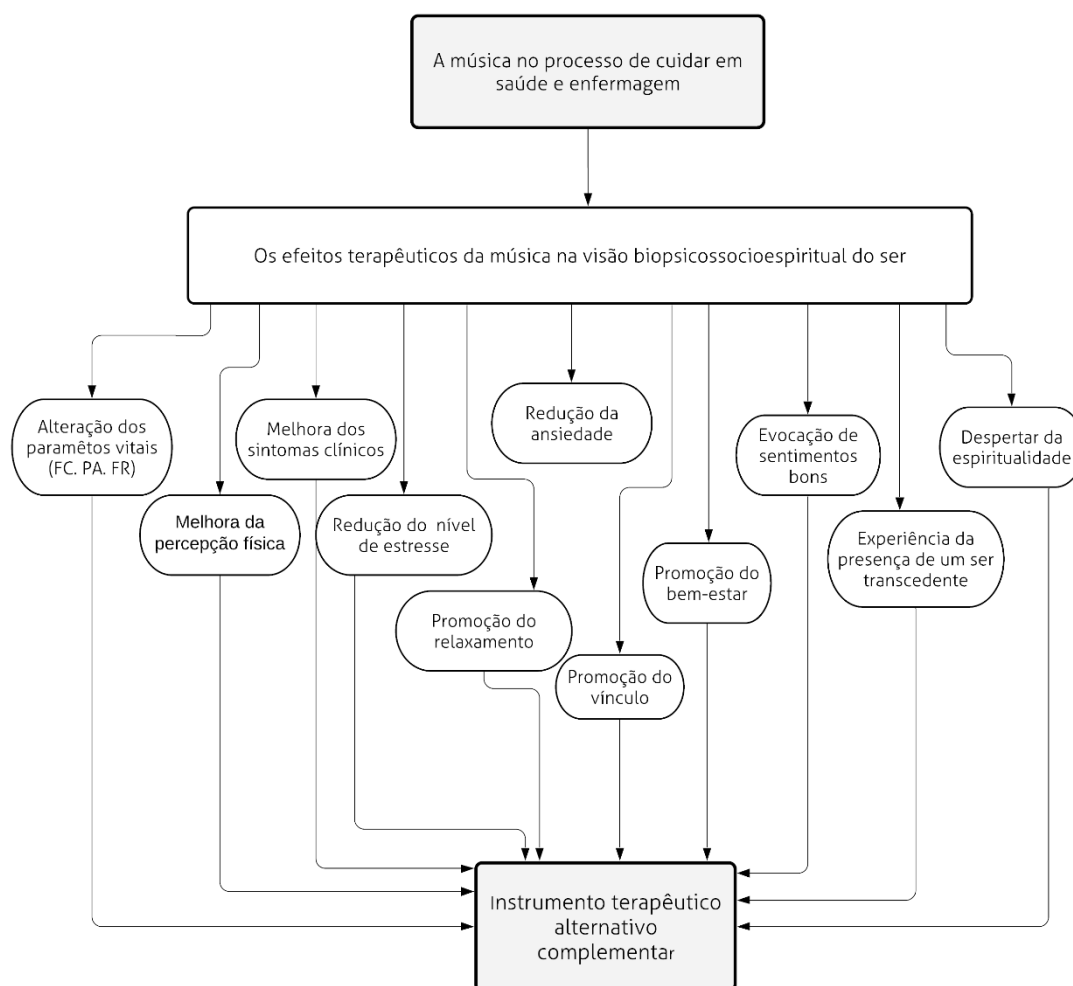 A música no processo de cuidar em
saúde e enfermagem
Os efeitos terapêuticos da música na visão biopsicossocioespiritual do ser
Alteração dos
paramêtos vitais
(FC. PA. FR)
Melhora da
percepção física
Melhora dos
sintomas clínicos
Redução do nível
de estresse
Promoção do
relaxamento
Redução da
ansiedade
Promoção do
vínculo
Promoção do
bem-estar
Evocação de
sentimentos
bons
Experiência da
presença de um ser
transcedente
Despertar da
espiritualidade
Instrumento terapêutico
alternativo
complementar